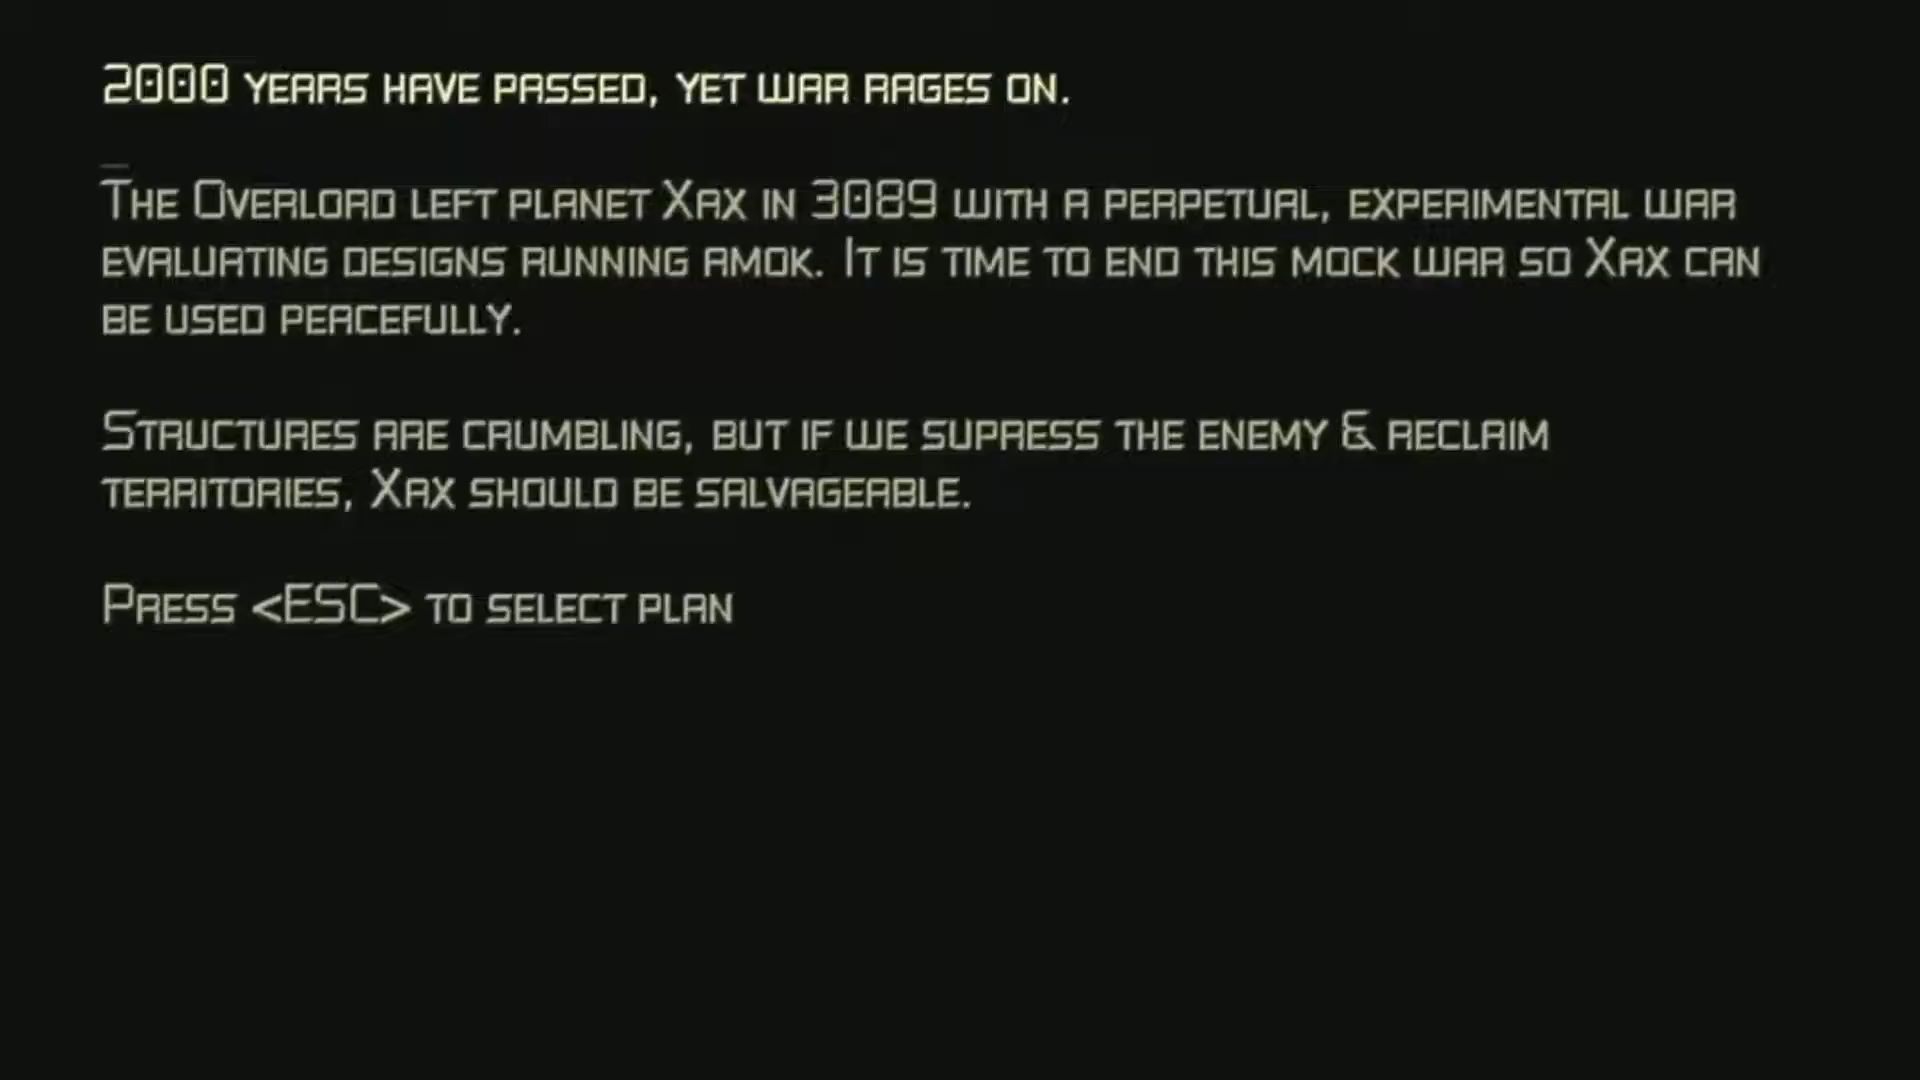 2000 YEARS HAVE PASSED, YET WAR RAGES ON.
THE OVERLORD LEFT PLANET XAX IN 3089 WITH A PERPETUAL, EXPERIMENTAL WAR
EVALUATING DESIGNS RUNNING AMOK. IT IS TIME TO END THIS MOCK WAR SO XAX CAN
BE USED PEACEFULLY.
STRUCTURES ARE CRUMBLING, BUT IF WE SUPRESS THE ENEMY & RECLAIM
TERRITORIES, XAX SHOULD BE SALVAGEABLE.
PRESS <ESC> TO SELECT PLAN